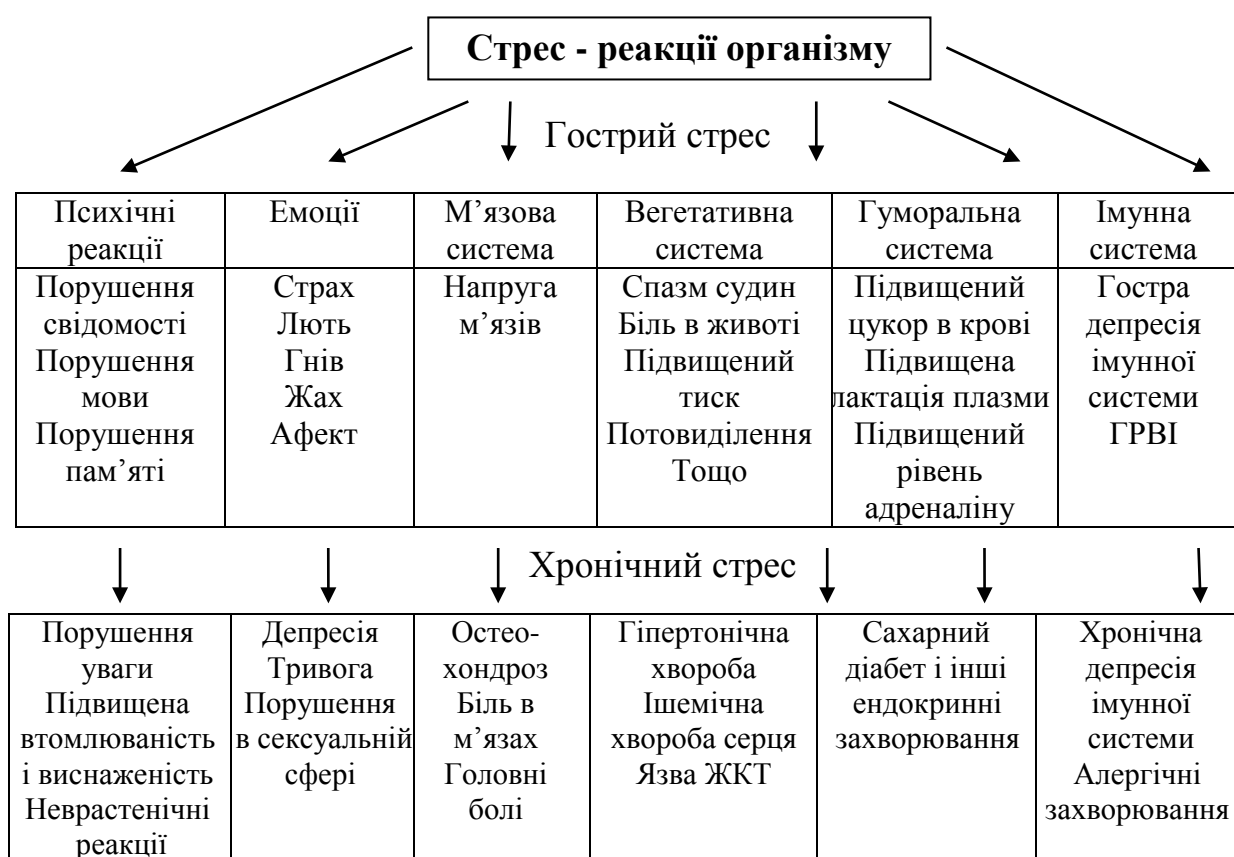 Стрес - реакції організму
Гострий стрес
Психічні
реакції
Емоції
М’язова
система
Вегетативна
система
Гуморальна
система
Імунна
система
Порушення
свідомості
Порушення
мови
Порушення
пам’яті
Страх
Лють
Гнів
Жах
Афект
Напруга
м’язів
Спазм судин
Біль в животі
Підвищений
тиск
Потовиділення
Тощо
Підвищений
цукор в крові
Підвищена
лактація плазми
Підвищений
рівень
адреналіну
Гостра
депресія
імунної
системи
ГРВІ
Хронічний стрес
Порушення
уваги
Підвищена
втомлюваність
і виснаженість
Неврастенічні
реакції
Депресія
Тривога
Порушення
в сексуальній
сфері
Остео-
хондроз
Біль в
м’язах
Головні
болі
Гіпертонічна
хвороба
Ішемічна
хвороба серця
Язва ЖКТ
Сахарний
діабет і інші
ендокринні
захворювання
Хронічна
депресія
імунної
системи
Алергічні
захворювання